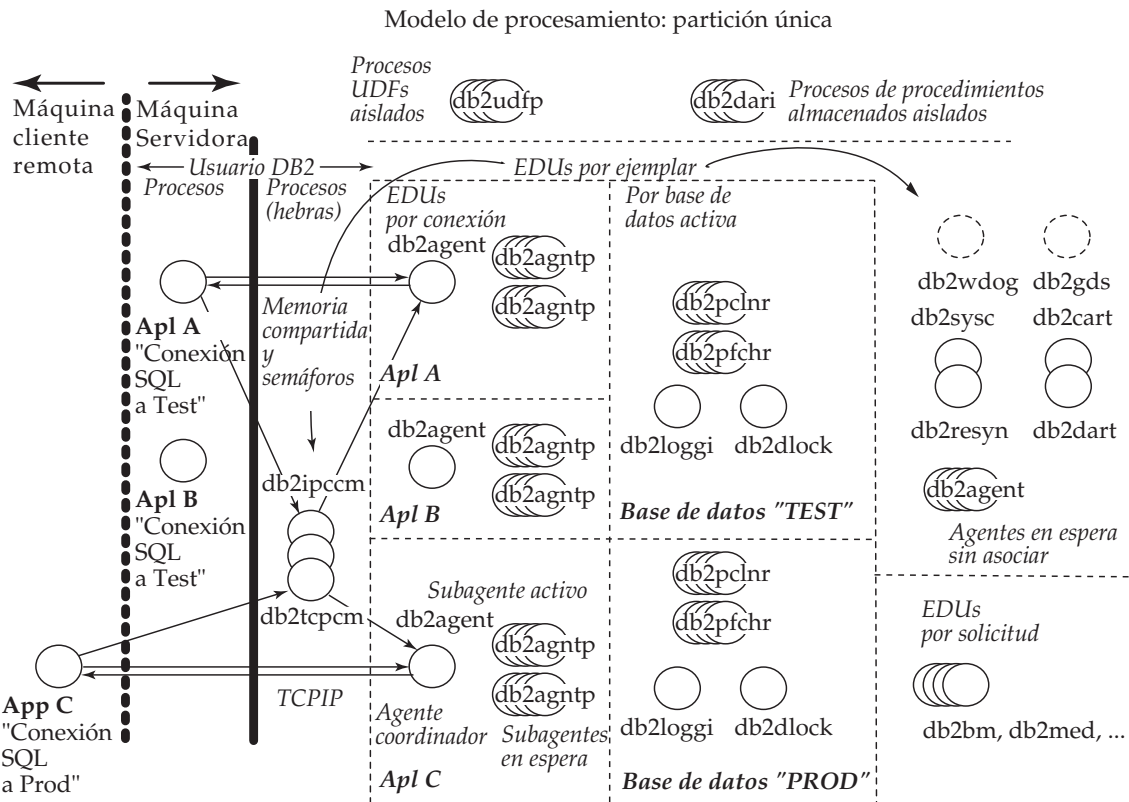 Modelo de procesamiento: partición única
Procesos
UDFs
aislados
db2udfp
db2dari
Procesos de procedimientos
almacenados aislados
Máquina
cliente
remota
Máquina
Servidora
Usuario DB2
Procesos
Procesos
(hebras)
EDUs por ejemplar
EDUs
por conexión
Por base de
datos activa
db2agent
db2agntp
db2agntp
Apl A
"Conexión
SQL
a Test"
Memoria
compartida
y
semáforos
Apl A
db2pclnr
db2pfchr
db2loggi
db2dlock
db2wdog
db2gds
db2sysc
db2cart
db2resyn
db2dart
Apl B
"Conexión
SQL
a Test"
db2ipccm
db2tcpcm
db2agent
db2agntp
db2agntp
Apl B
Base de datos "TEST"
db2agent
Agentes en espera
sin asociar
App C
"Conexión
SQL
a Prod"
TCPIP
Subagente activo
db2agent
db2agntp
db2agntp
Agente
coordinador
Subagentes
en espera
Apl C
db2pclnr
db2pfchr
db2loggi
db2dlock
Base de datos "PROD"
EDUs
por solicitud
db2bm, db2med, ...